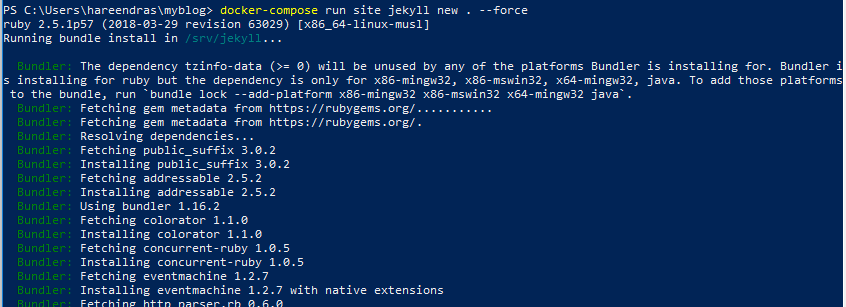 PS C:\Users\hareendras\myblog> docker-compose run site jekyll new . --force
ruby 2.5.1p57 (2018-03-29 revision 63029) [x86_64-linux-musl]
Running bundle install in /srv/jekyll...
Bundler: The dependency tzinfo-data (>= 0) will be unused by any of the platforms Bundler is installing for. Bundler i
s installing for ruby but the dependency is only for x86-mingw32, x86-mswin32, x64-mingw32, java. To add those platforms
to the bundle, run `bundle lock --add-platform x86-mingw32 x86-mswin32 x64-mingw32 java`.
Bundler: Fetching gem metadata from https://rubygems.org/...........
Bundler: Fetching gem metadata from https://rubygems.org/.
Bundler: Resolving dependencies...
Bundler: Fetching public_suffix 3.0.2
Bundler: Installing public_suffix 3.0.2
Bundler: Fetching addressable 2.5.2
Bundler: Installing addressable 2.5.2
Bundler: Using bundler 1.16.2
Bundler: Fetching colorator 1.1.0
Bundler: Installing colorator 1.1.0
Bundler: Fetching concurrent-ruby 1.0.5
Bundler: Installing concurrent-ruby 1.0.5
Bundler: Fetching eventmachine 1.2.7
Bundler: Installing eventmachine 1.2.7 with native extensions
Bundler: Fetching http_parser.rb 0.6.0